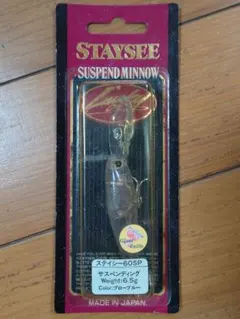 STAYSEE
SUSPEND MINNOW
ステイシー60SP
サスペンディング
Weight:6.5g
Color:ブローブルー
MADE IN JAPAN